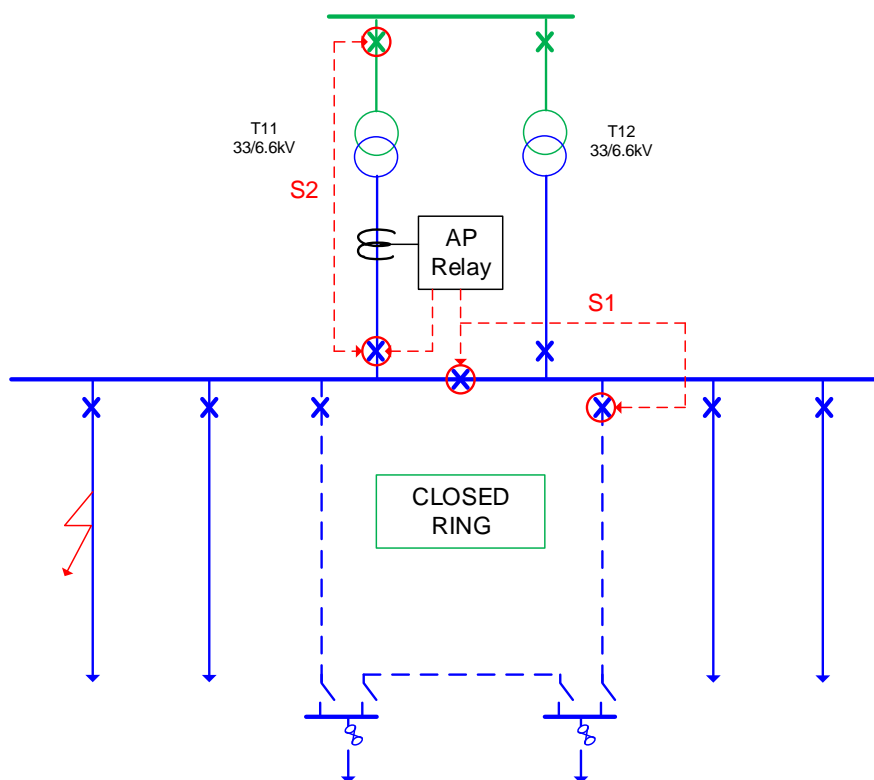 T11
33/6.6kV
T12
33/6.6kV
S2
AP
Relay
S1
CLOSED
RING